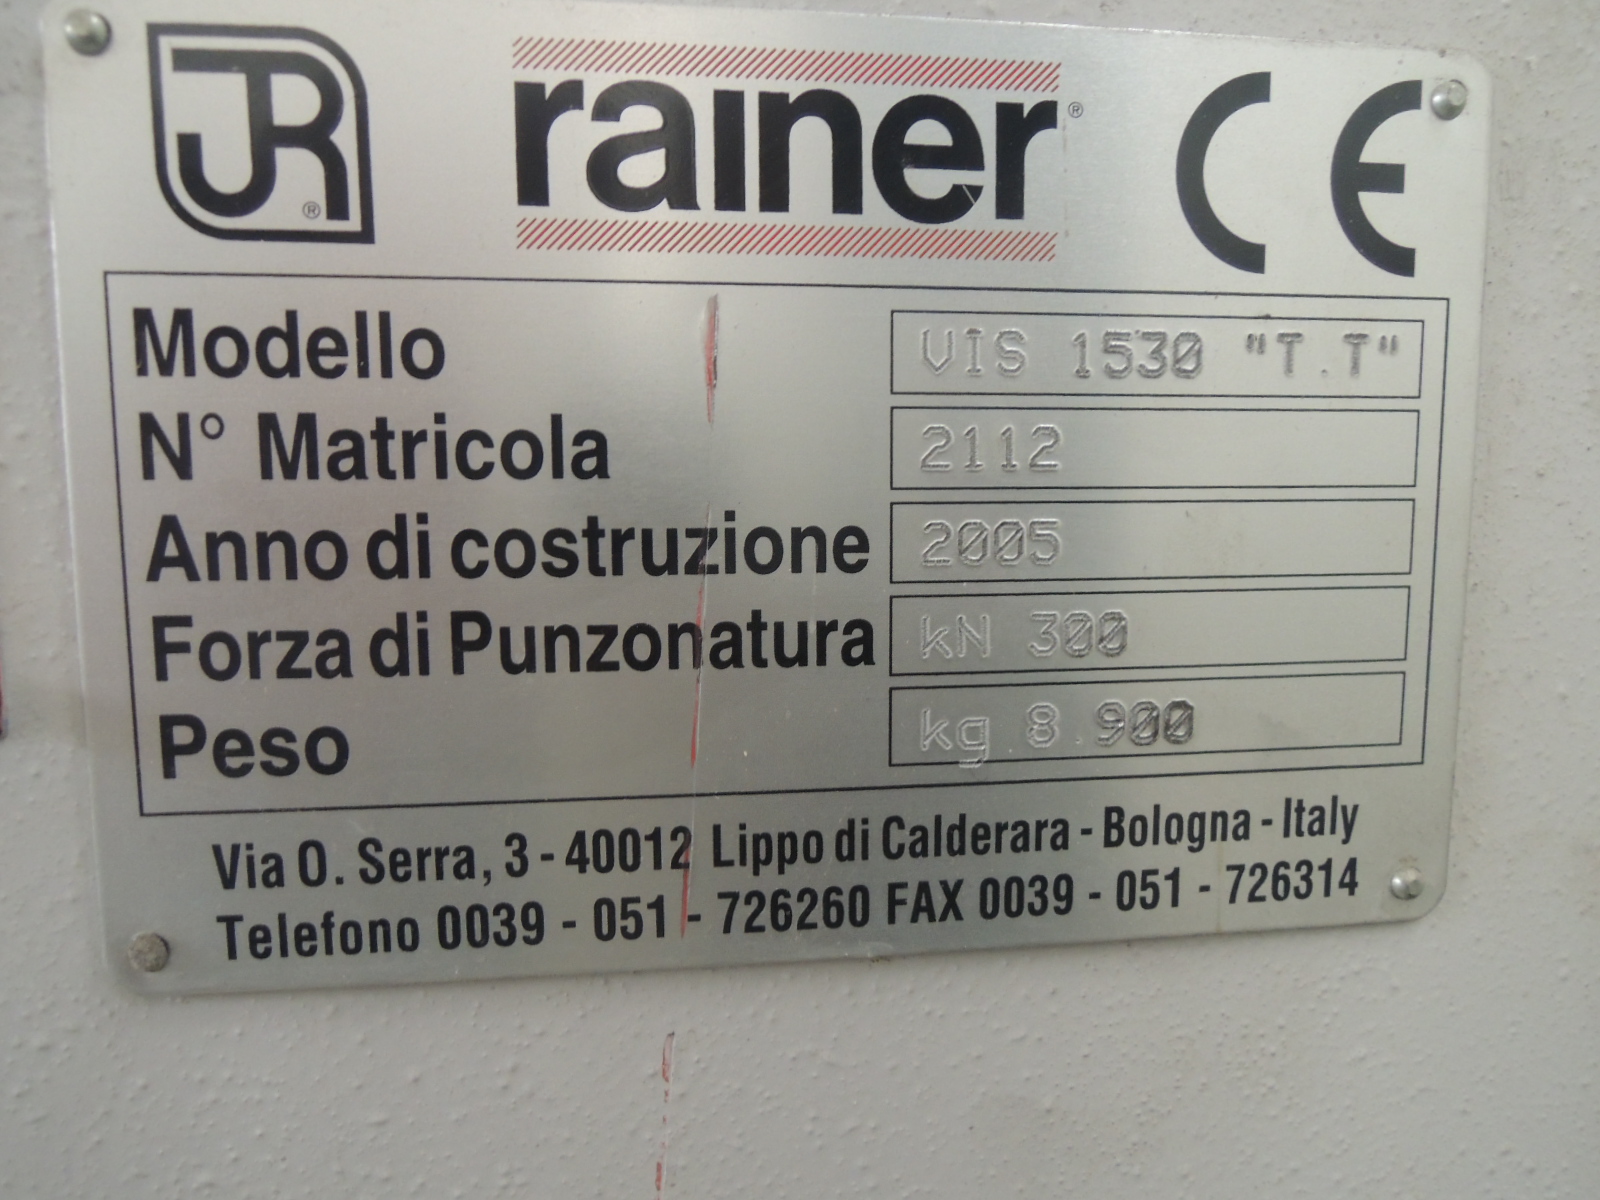 JR ® rainer ® CE
Modello VIS 1530 "T.T"
N° Matricola 2112
Anno di costruzione 2005
Forza di Punzonatura kN 300
Peso kg 8.900
Via O. Serra, 3 - 40012 Lippo di Calderara - Bologna - Italy
Telefono 0039 - 051 - 726260 FAX 0039 - 051 - 726314